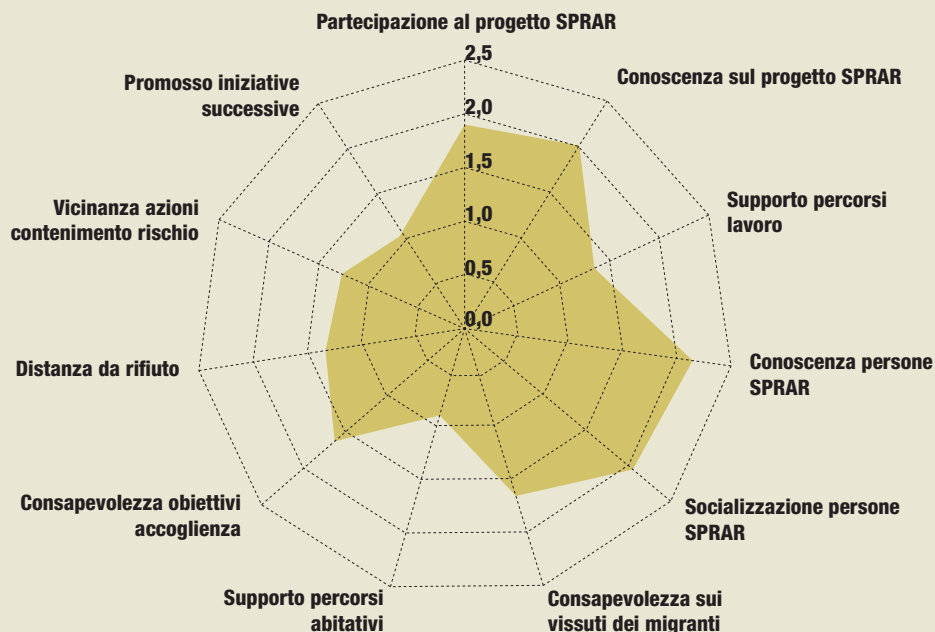 Partecipazione al progetto SPRAR
2,5
2,0
1,5
1,0
0,5
0,0
Conoscenza sul progetto SPRAR
Supporto percorsi
lavoro
Conoscenza persone
SPRAR
Socializzazione persone
SPRAR
Consapevolezza sui
vissuti dei migranti
Supporto percorsi
abitativi
Consapevolezza obiettivi
accoglienza
Distanza da rifiuto
Vicinanza azioni
contenimento rischio
Promosso iniziative
successive